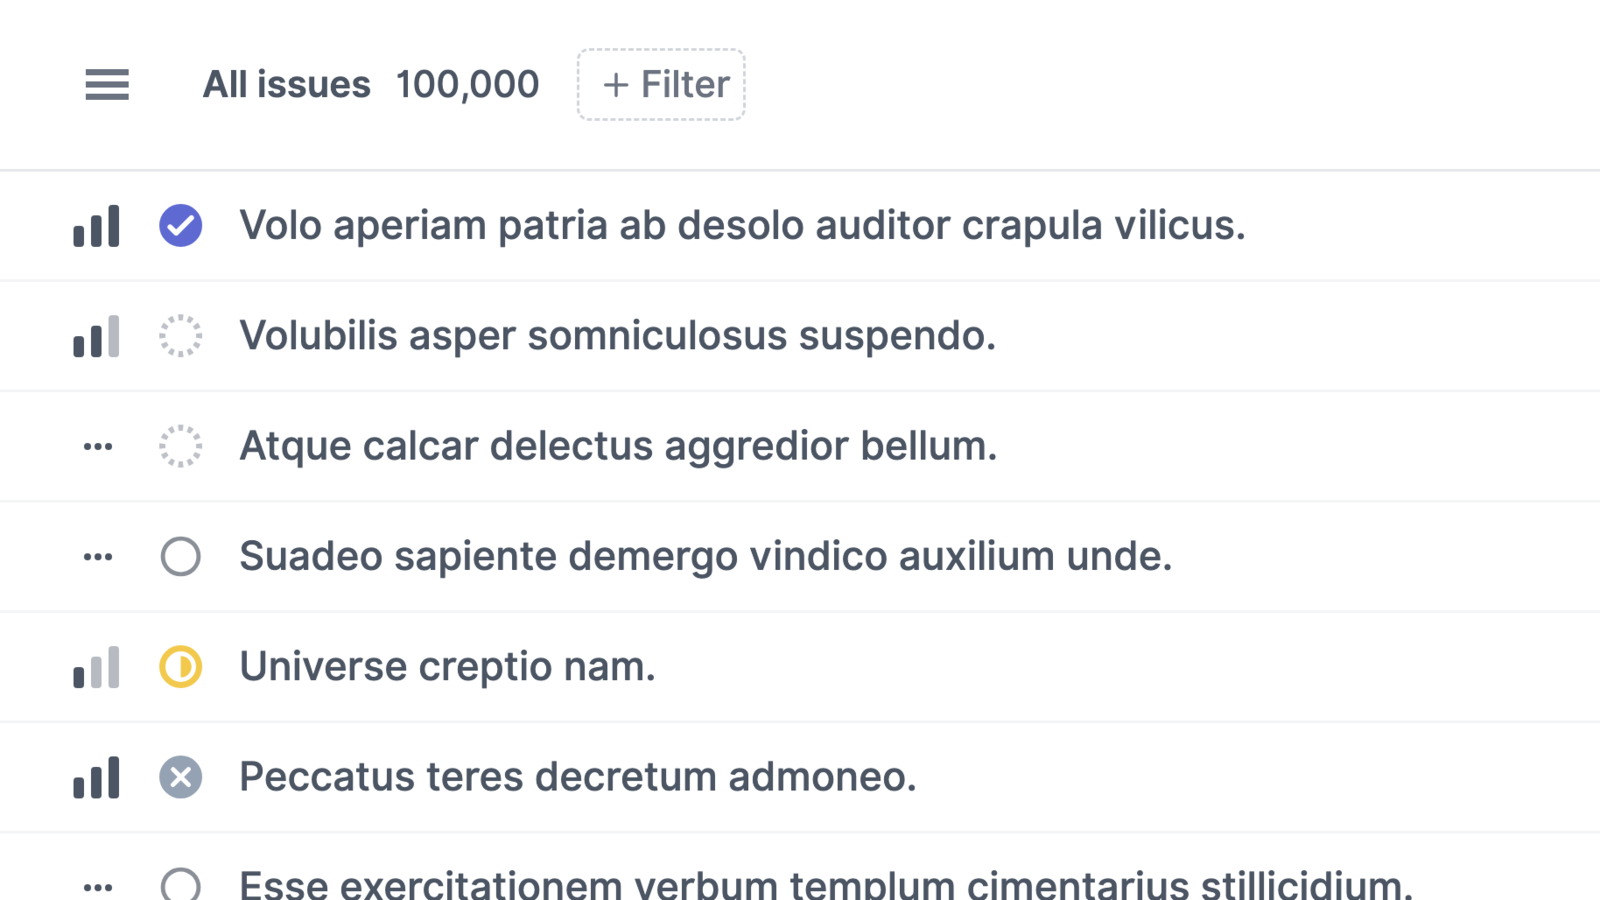 All issues 100,000 + Filter
Volo aperiam patria ab desolo auditor crapula vilicus.
Volubilis asper somniculosus suspendo.
Atque calcar delectus aggredior bellum.
Suadeo sapiente demergo vindico auxilium unde.
Universe creptio nam.
Peccatus teres decretum admoneo.
Esse exercitationem verbum templum cimentarius stillicidium.